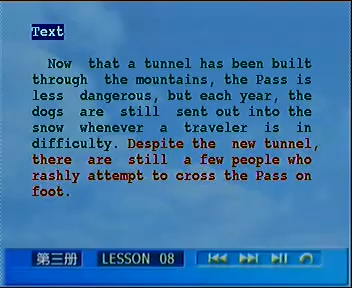 Text
Now that a tunnel has been built
through the mountains, the Pass is
less dangerous, but each year, the
dogs are still sent out into the
snow whenever a traveler is in
difficulty. Despite the new tunnel,
there are still a few people who
rashly attempt to cross the Pass on
foot.
第三册 LESSON 08